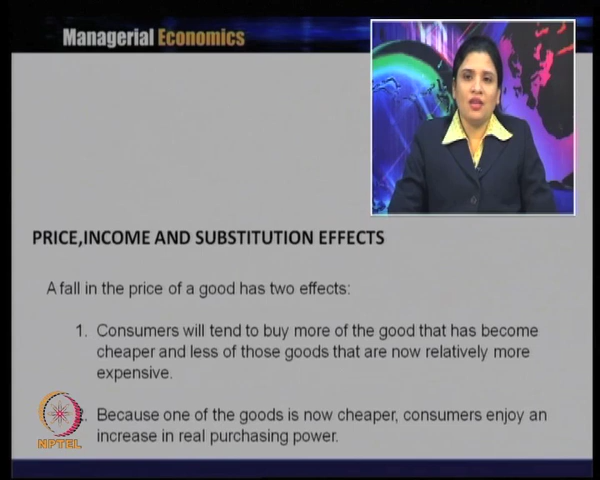 Managerial Economics
PRICE,INCOME AND SUBSTITUTION EFFECTS
A fall in the price of a good has two effects:
1. Consumers will tend to buy more of the good that has become
cheaper and less of those goods that are now relatively more
expensive.
Because one of the goods is now cheaper, consumers enjoy an
increase in real purchasing power.
NPTEL